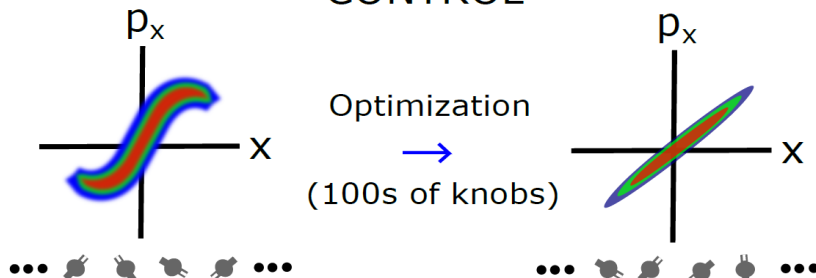 CONTROL
px
x
Optimization
→
(100s of knobs)
px
x